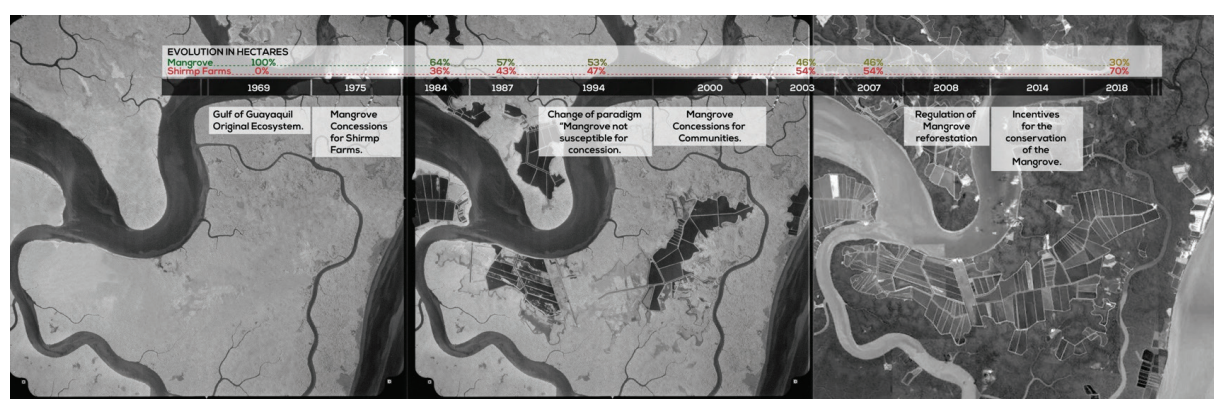 EVOLUTION IN HECTARES
Mangrove 100% 64% 57% 53% 46% 46% 30%
Shirmp Farms 0% 36% 43% 47% 54% 54% 70%
1969 1975 1984 1987 1994 2000 2003 2007 2008 2014 2018
Gulf of Guayaquil
Original Ecosystem.
Mangrove
Concessions
for Shirmp
Farms.
Change of paradigm
"Mangrove not
susceptible for
concession.
Mangrove
Concessions for
Communities.
Regulation of
Mangrove
reforestation
Incentives
for the
conservation
of the
Mangrove.